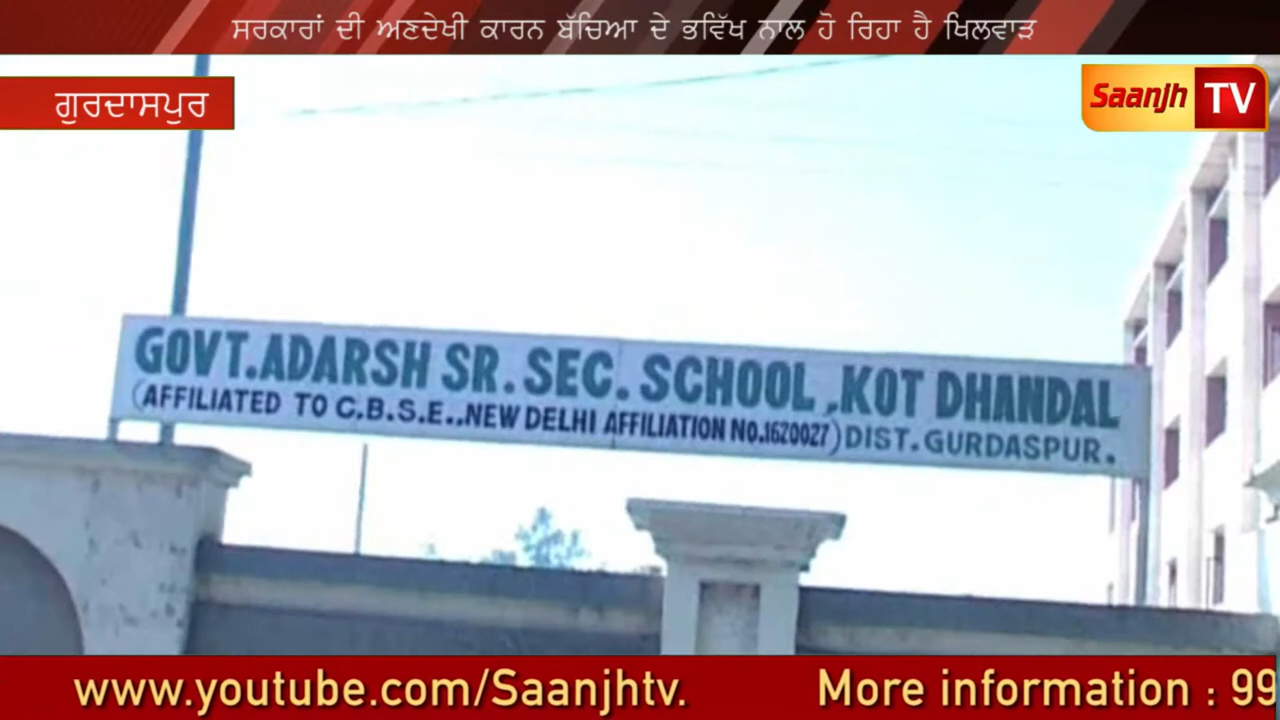 ਸਰਕਾਰਾਂ ਦੀ ਅਣਦੇਖੀ ਕਾਰਨ ਬੱਚਿਆ ਦੇ ਭਵਿੱਖ ਨਾਲ ਹੋ ਰਿਹਾ ਹੈ ਖਿਲਵਾੜ
ਗੁਰਦਾਸਪੁਰ
Saanjh TV
GOVT.ADARSH SR. SEC. SCHOOL ,KOT DHANDAL
(AFFILIATED TO C.B.S.E..,NEW DELHI AFFILIATION No.1620027) DIST. GURDASPUR.
www.youtube.com/Saanjhtv. More information : 99